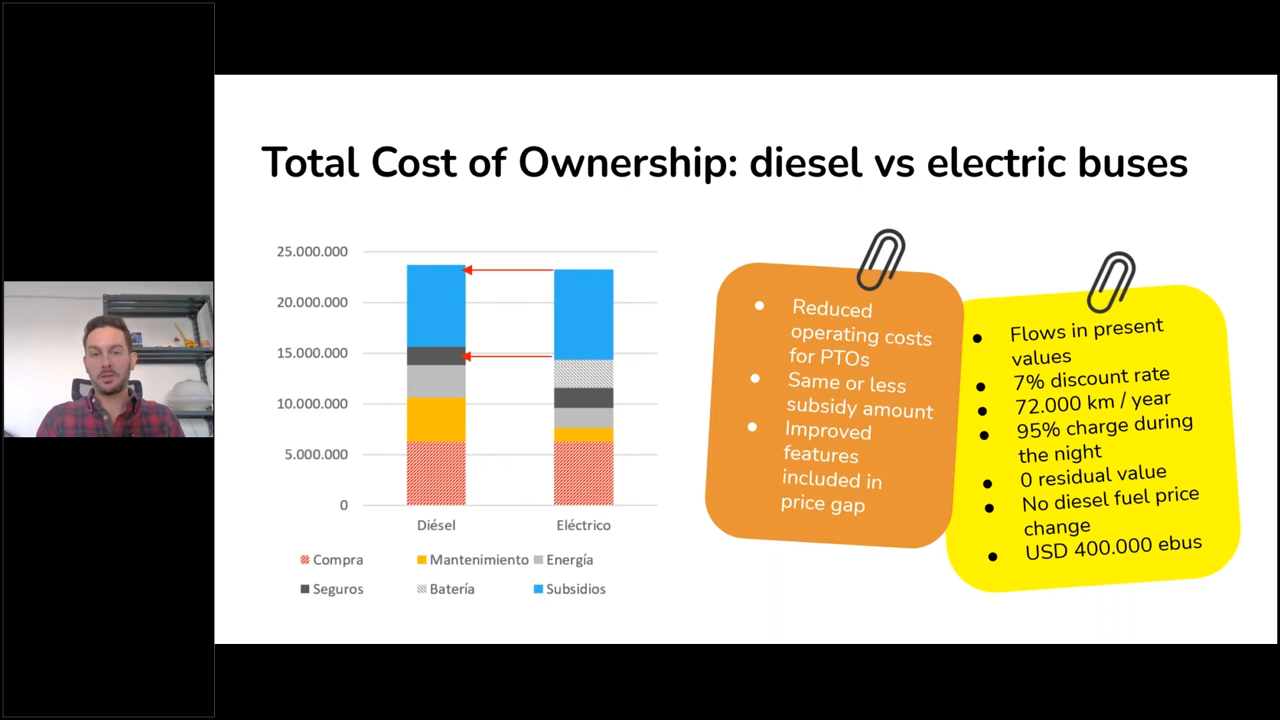 Total Cost of Ownership: diesel vs electric buses
25.000.000
20.000.000
15.000.000
10.000.000
5.000.000
0
Diésel
Eléctrico
Compra
Mantenimiento
Energía
Seguros
Batería
Subsidios
Reduced
operating costs
for PTOs
Same or less
subsidy amount
Improved
features
included in
price gap
Flows in present
values
7% discount rate
72.000 km / year
95% charge during
the night
0 residual value
No diesel fuel price
change
USD 400.000 ebus